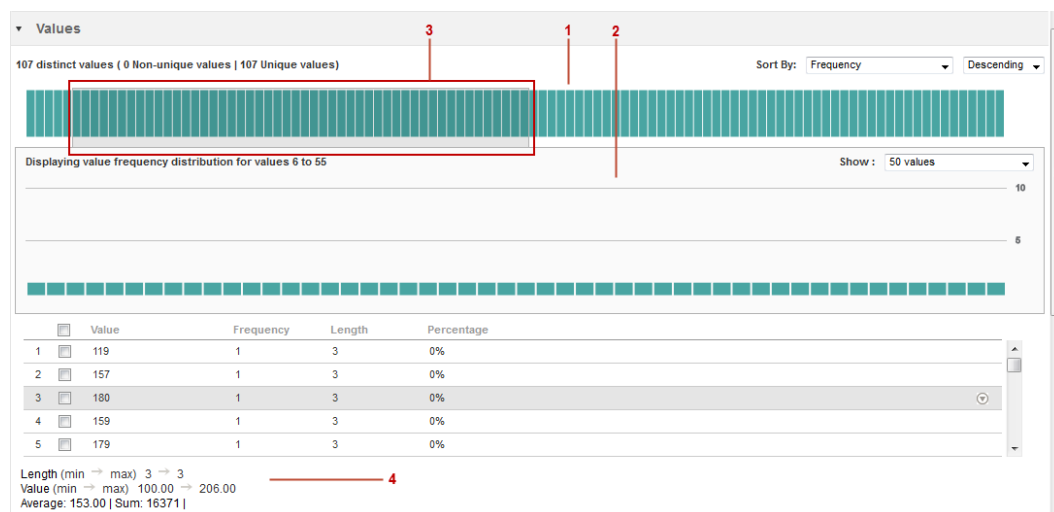 Values
3 1 2
107 distinct values ( 0 Non-unique values | 107 Unique values)
Sort By: Frequency Descending
Displaying value frequency distribution for values 6 to 55
Show : 50 values
10
5
Value Frequency Length Percentage
1 119 1 3 0%
2 157 1 3 0%
3 180 1 3 0%
4 159 1 3 0%
5 179 1 3 0%
Length (min → max) 3 → 3
Value (min → max) 100.00 → 206.00
4
Average: 153.00 | Sum: 16371 |